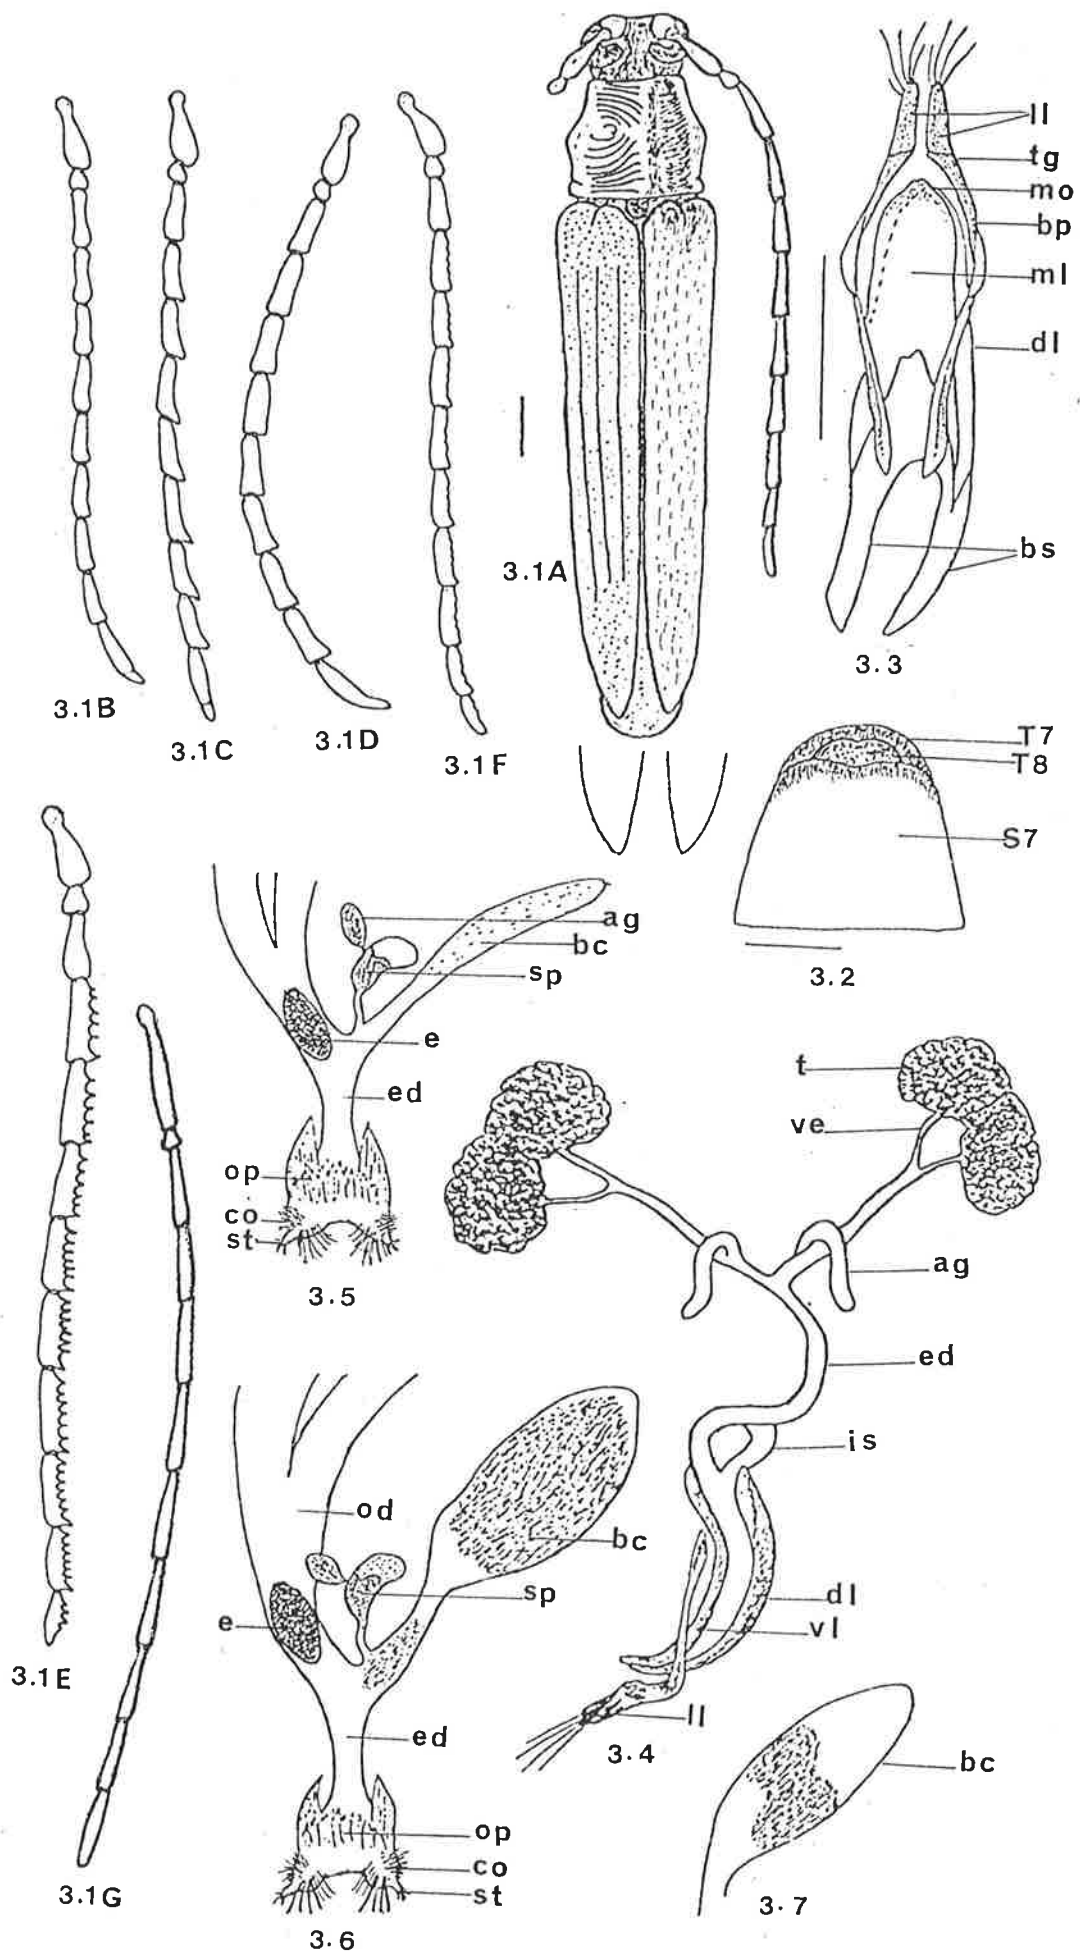 ll
tg
mo
bp
ml
dl
bs
3.3
3.1A
3.1B
3.1C
3.1D
3.1F
T7
T8
S7
3.2
ag
bc
sp
e
ed
op
co
st
3.5
t
ve
ag
ed
is
dl
vl
ll
3.4
3.1E
3.1G
od
bc
sp
e
ed
op
co
st
3.6
bc
3.7